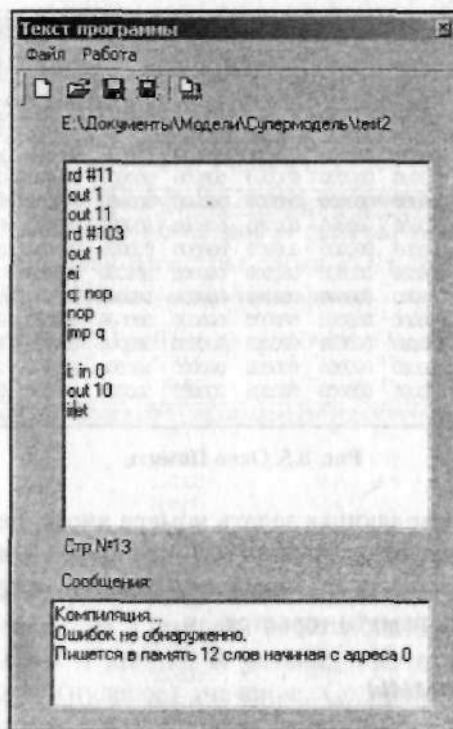 Текст программы
Файл Работа
E:\Документы\Модели\Супермодель\test2
rd #11
out 1
out 11
rd #103
out 1
ei
q: nop
nop
jmp q
i: in 0
out 10
iret
Стр №13
Сообщения:
Компиляция...
Ошибок не обнаруженно.
Пишется в память 12 слов начиная с адреса 0